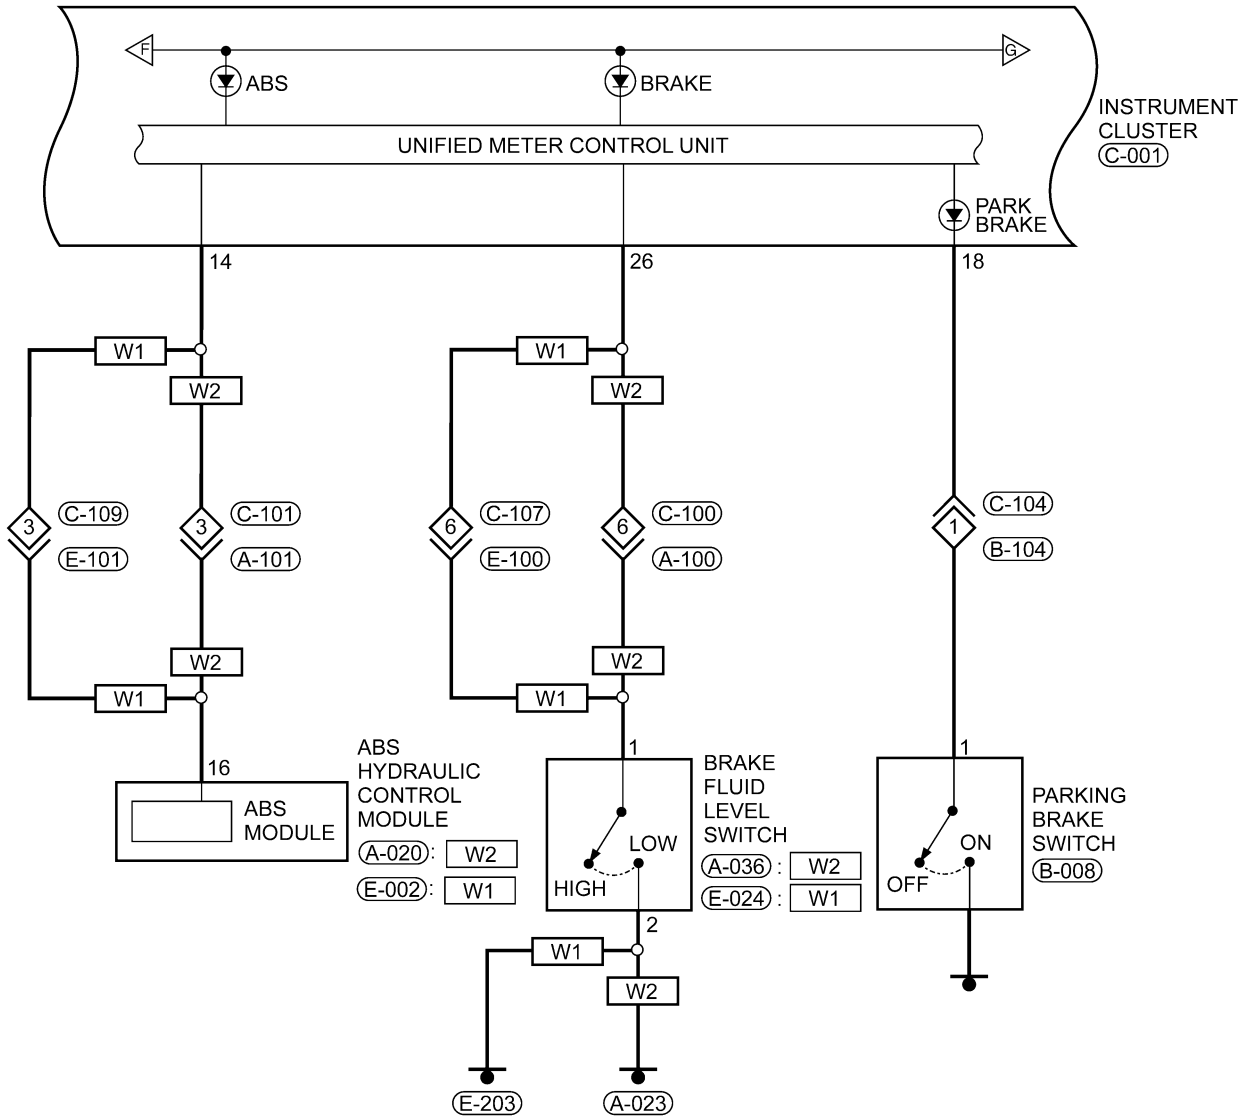 F
G
ABS
BRAKE
UNIFIED METER CONTROL UNIT
INSTRUMENT
CLUSTER
C-001
PARK
BRAKE
14
26
18
W1
W2
W1
W2
3
C-109
E-101
3
C-101
A-101
6
C-107
E-100
6
C-100
A-100
1
C-104
B-104
W2
W1
W2
W1
16
ABS
MODULE
ABS
HYDRAULIC
CONTROL
MODULE
A-020 : W2
E-002 : W1
1
HIGH
LOW
2
BRAKE
FLUID
LEVEL
SWITCH
A-036 : W2
E-024 : W1
1
OFF
ON
PARKING
BRAKE
SWITCH
B-008
W1
W2
E-203
A-023